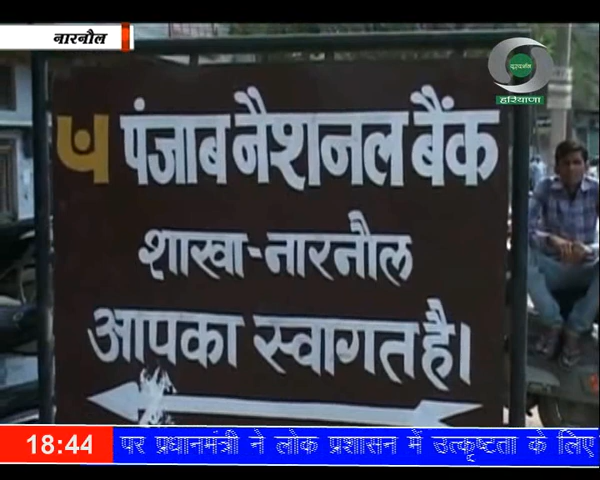 नारनौल
दूरदर्शन
हरियाणा
पंजाब नैशनल बैंक
शाखा-नारनौल
आपका स्वागत है।
18:44 पर प्रधानमंत्री ने लोक प्रशासन में उत्कृष्टता के लिए